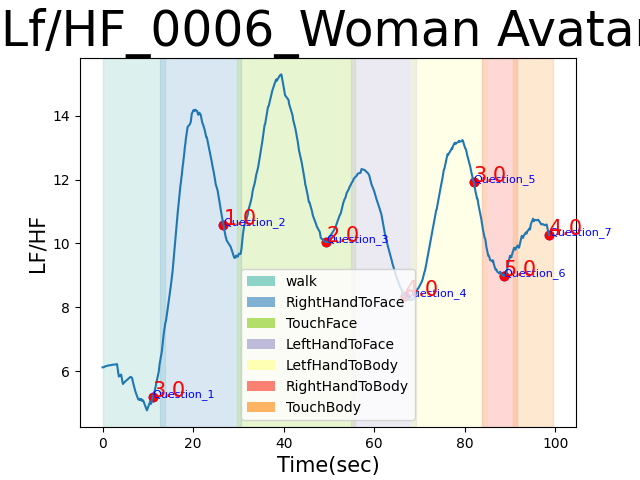 Lf/HF_0006_Woman Avatar
14
12
10
8
6
LF/HF
3.0
Question_1
1.0
Question_2
2.0
Question_3
4.0
Question_4
3.0
Question_5
5.0
Question_6
4.0
Question_7
walk
RightHandToFace
TouchFace
LeftHandToFace
LetfHandToBody
RightHandToBody
TouchBody
0
20
40
60
80
100
Time(sec)